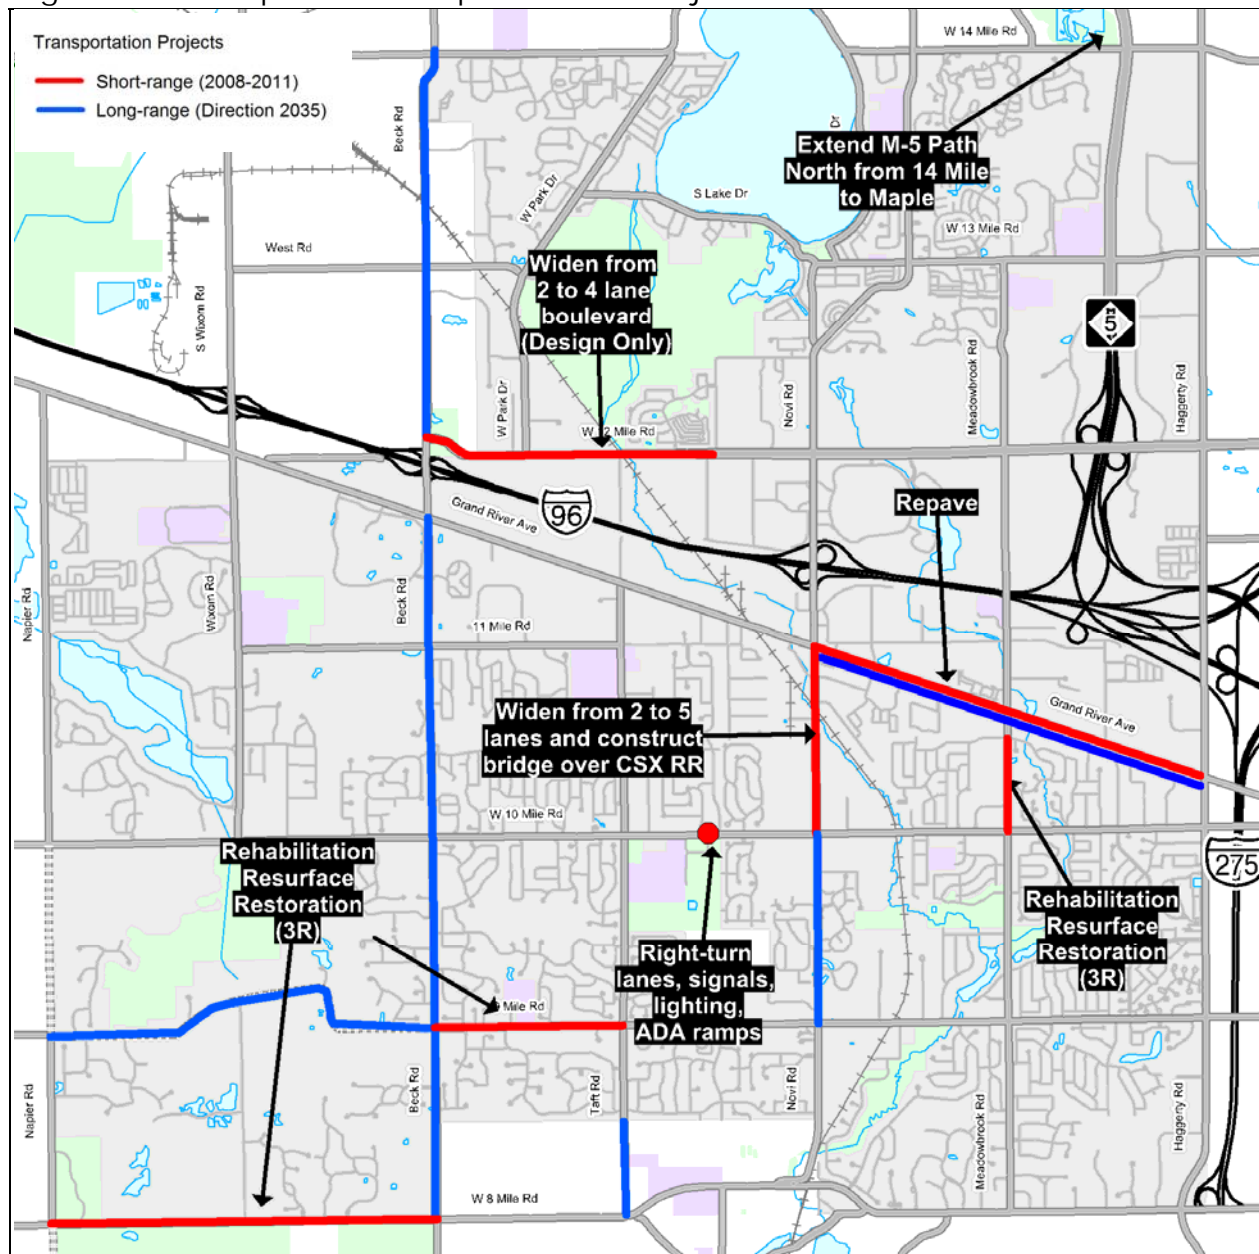 Transportation Projects
Short-range (2008-2011)
Long-range (Direction 2035)
W 14 Mile Rd
Beck Rd
Dr
Extend M-5 Path
North from 14 Mile
to Maple
W Park Dr
S Lake Dr
W 13 Mile Rd
West Rd
Widen from
2 to 4 lane
boulevard
(Design Only)
S Wixom Rd
5
W Park Dr
Novi Rd
Meadowbrook Rd
Haggerty Rd
W 12 Mile Rd
Grand River Ave
96
Repave
Napier Rd
Wixom Rd
Beck Rd
11 Mile Rd
Widen from 2 to 5
lanes and construct
bridge over CSX RR
Grand River Ave
W 10 Mile Rd
Rehabilitation
Resurface
Restoration
(3R)
275
Rehabilitation
Resurface
Restoration
(3R)
Right-turn
lanes, signals,
lighting,
ADA ramps
9 Mile Rd
Napier Rd
Beck Rd
Taft Rd
Novi Rd
Meadowbrook Rd
Haggerty Rd
W 8 Mile Rd